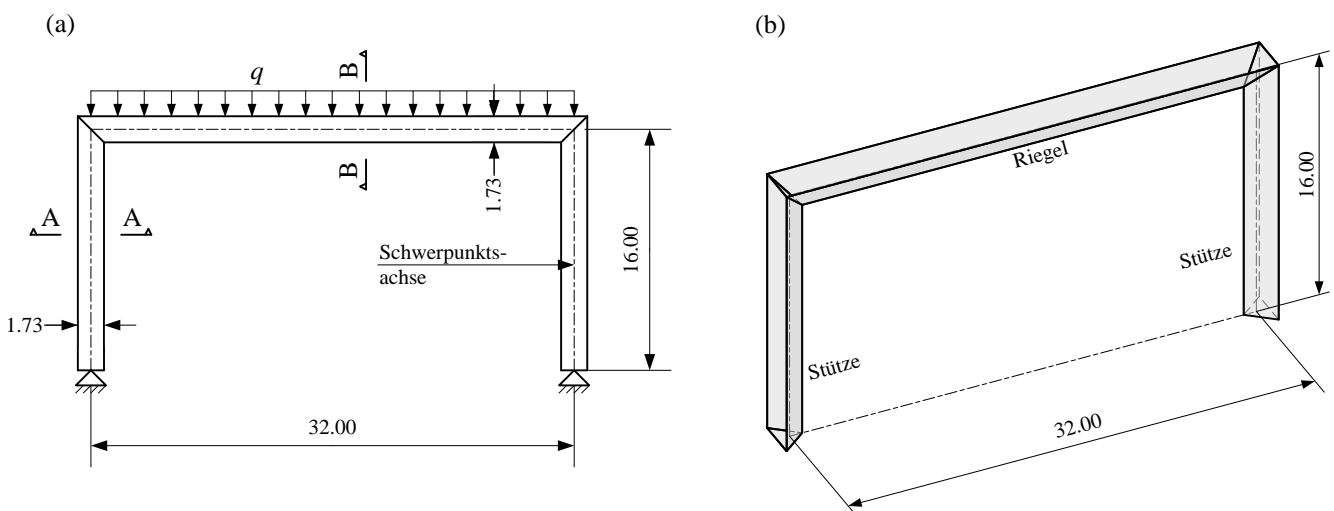 (a)
(b)
q
B
B
1.73
A
A
Schwerpunkts-
achse
16.00
1.73
32.00
Riegel
16.00
Stütze
Stütze
32.00